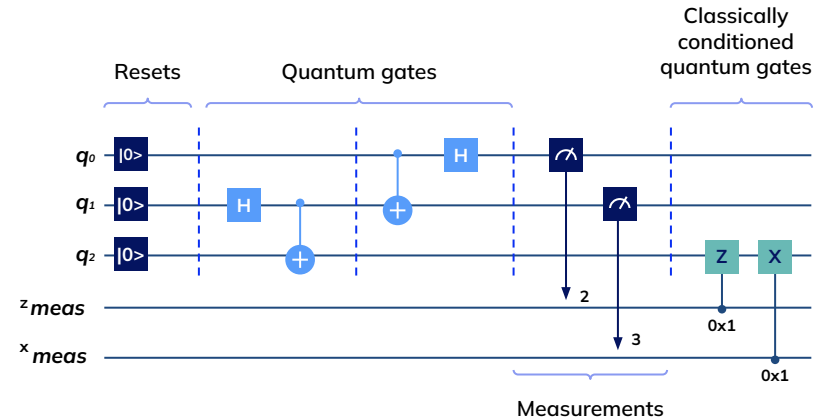 Classically
conditioned
quantum gates
Resets
Quantum gates
q₀ |0> H
q₁ |0> H
q₂ |0> Z X
z meas 2
0x1
x meas 3
0x1
Measurements